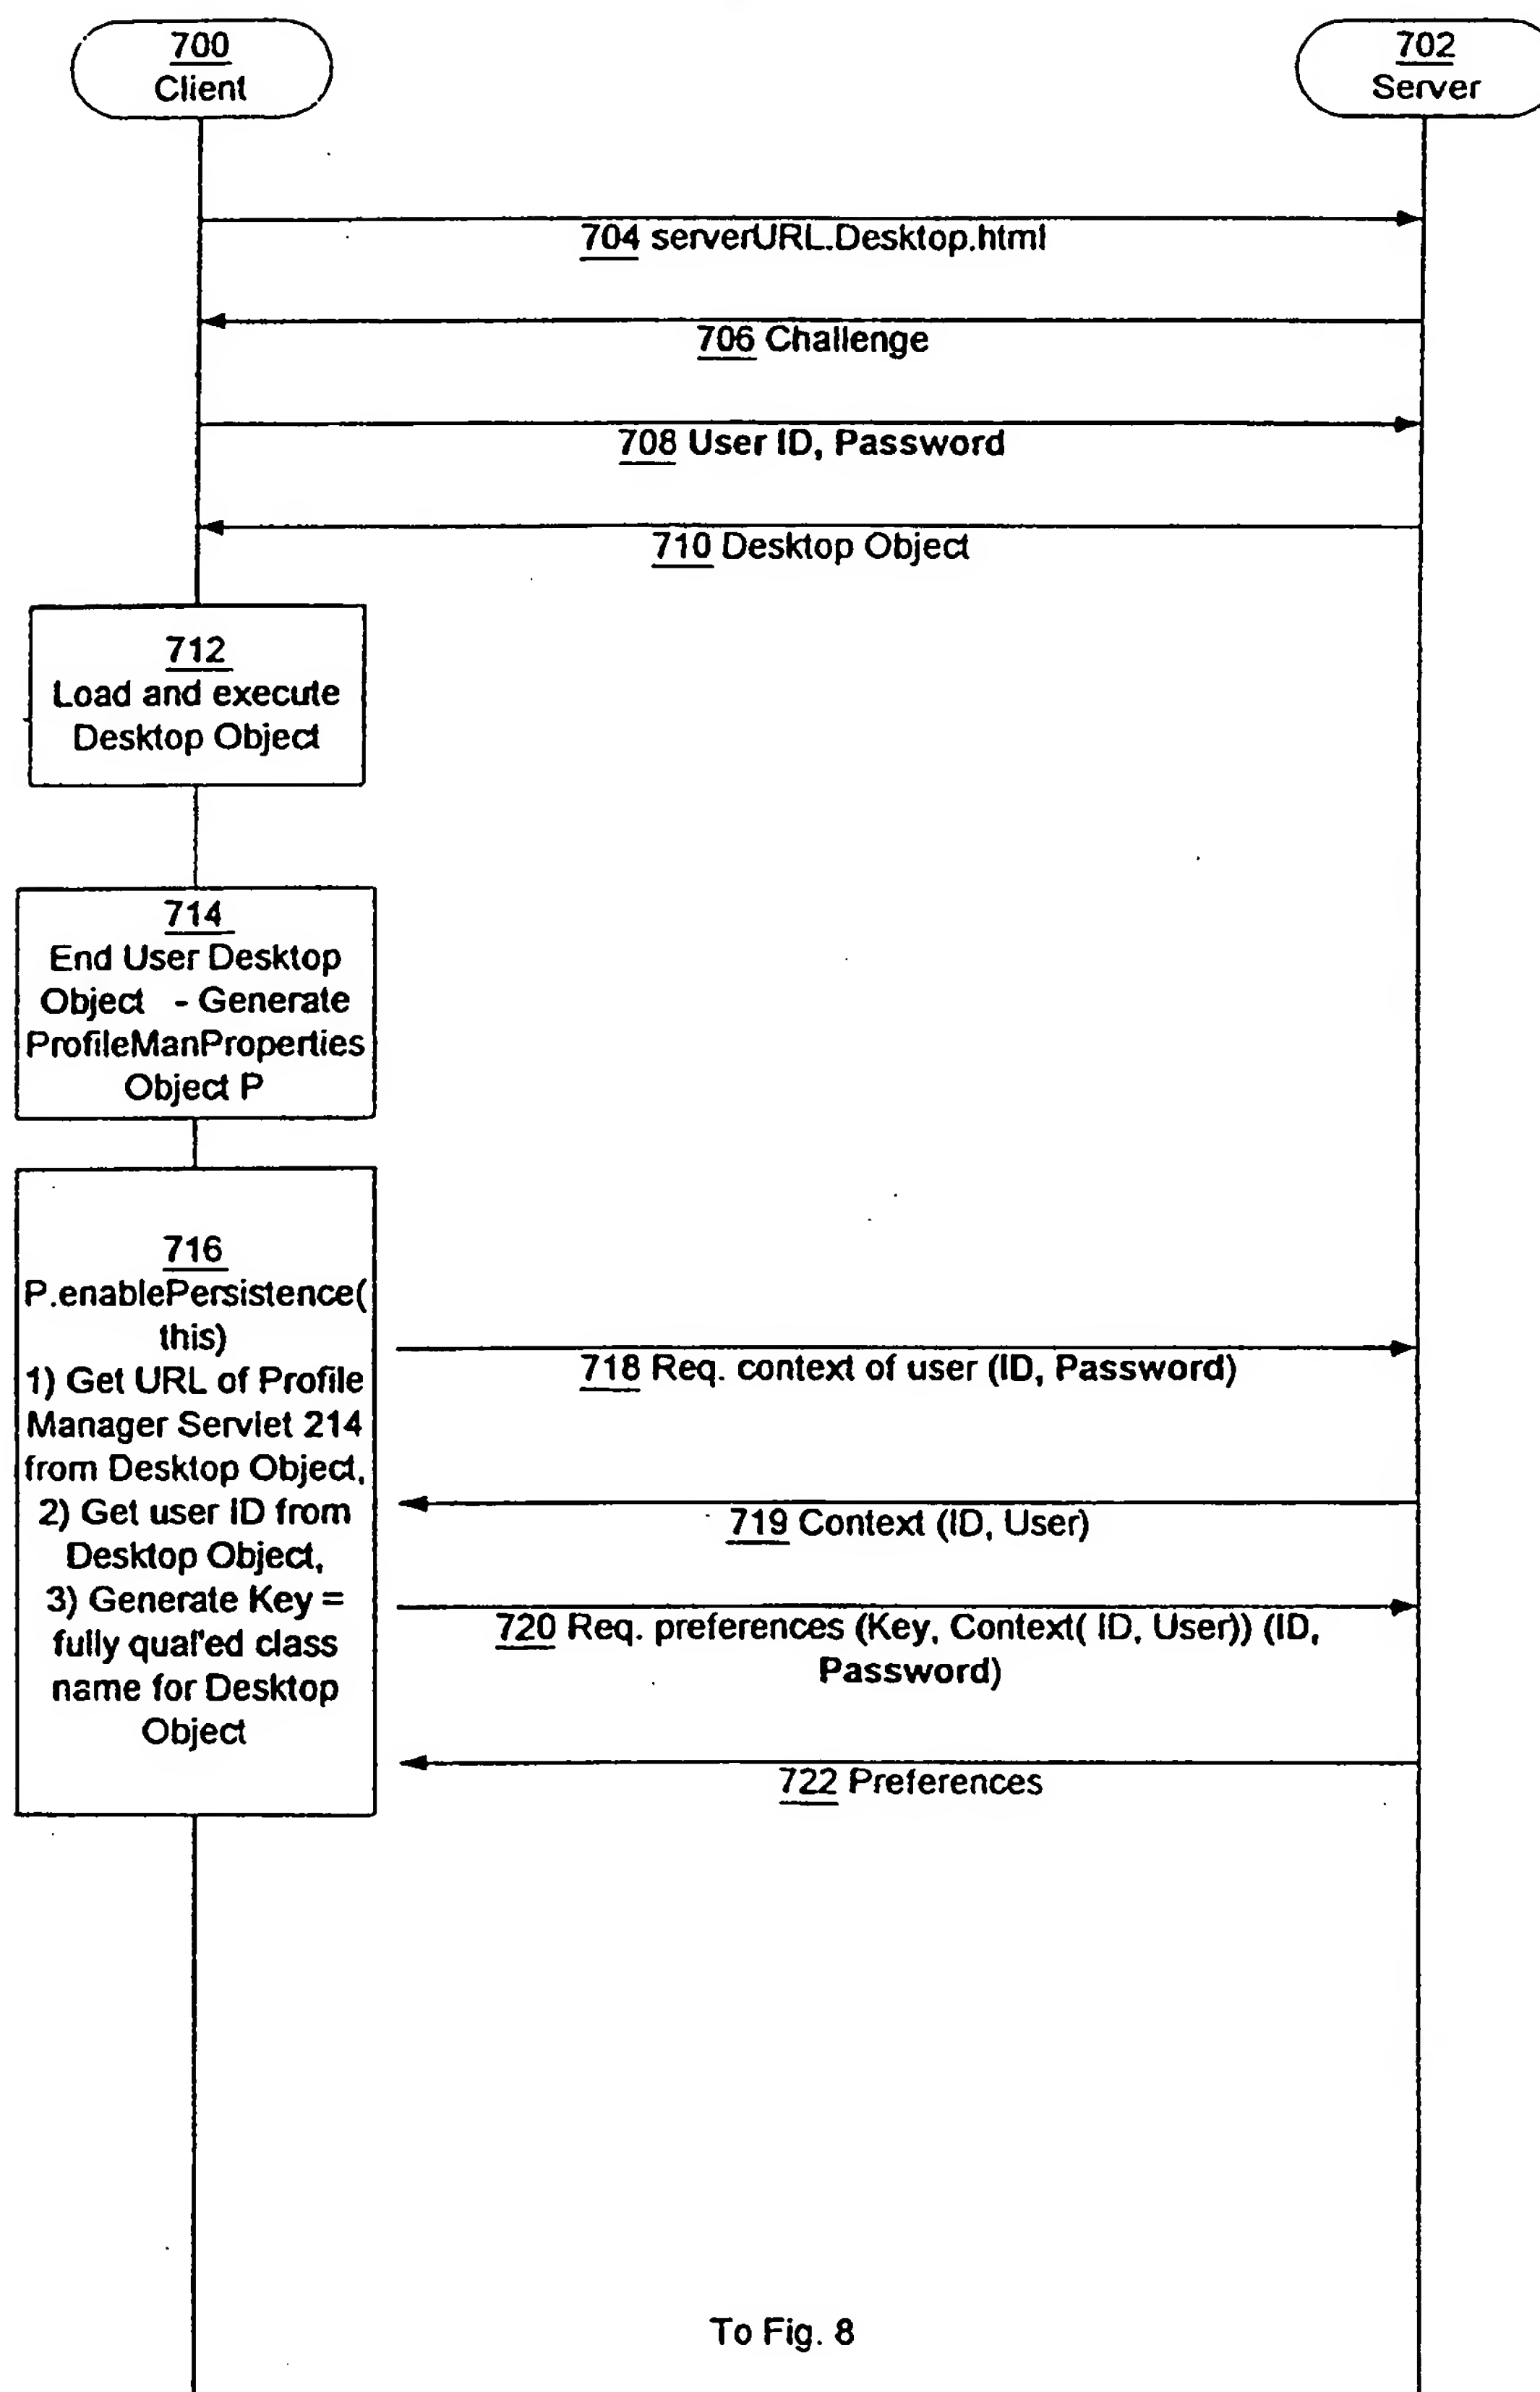 700
Client
702
Server
704 serverURL.Desktop.html
706 Challenge
708 User ID, Password
710 Desktop Object
712
Load and execute
Desktop Object
714
End User Desktop
Object - Generate
ProfileManProperties
Object P
716
P.enablePersistence(
this)
1) Get URL of Profile
Manager Servlet 214
from Desktop Object,
2) Get user ID from
Desktop Object,
3) Generate Key =
fully qual'ed class
name for Desktop
Object
718 Req. context of user (ID, Password)
719 Context (ID, User)
720 Req. preferences (Key, Context( ID, User)) (ID,
Password)
722 Preferences
To Fig. 8